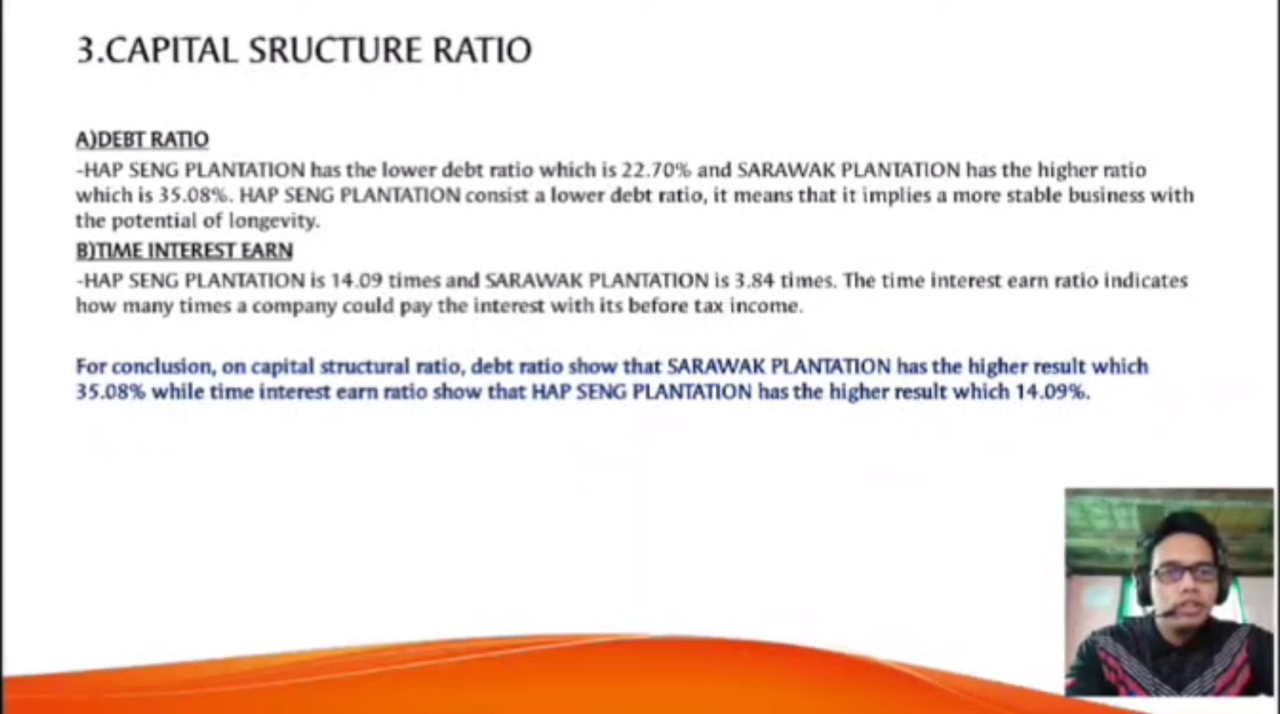 3.CAPITAL SRUCTURE RATIO
A)DEBT RATIO
-HAP SENG PLANTATION has the lower debt ratio which is 22.70% and SARAWAK PLANTATION has the higher ratio
which is 35.08%. HAP SENG PLANTATION consist a lower debt ratio, it means that it implies a more stable business with
the potential of longevity.
B)TIME INTEREST EARN
-HAP SENG PLANTATION is 14.09 times and SARAWAK PLANTATION is 3.84 times. The time interest earn ratio indicates
how many times a company could pay the interest with its before tax income.
For conclusion, on capital structural ratio, debt ratio show that SARAWAK PLANTATION has the higher result which
35.08% while time interest earn ratio show that HAP SENG PLANTATION has the higher result which 14.09%.